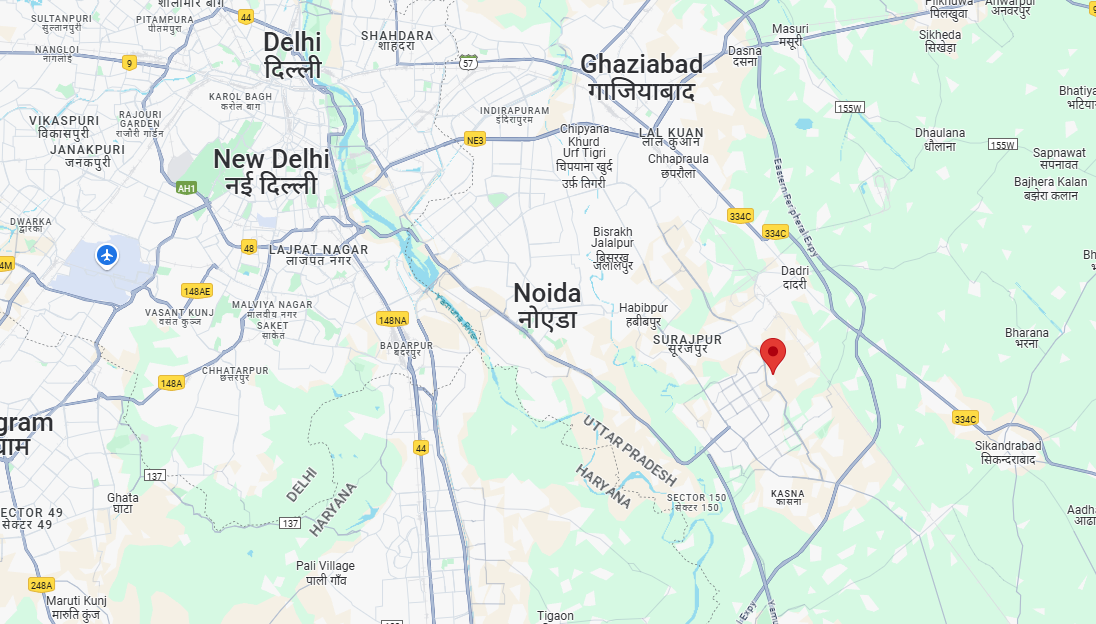 शालीमार बाग़
44
Pilkhuwa
पिलखुवा
Anwarpur
अनवरपुर
SULTANPURI
सुल्तानपुरी
PITAMPURA
पीतमपुरा
Delhi
दिल्ली
SHAHDARA
शाहदरा
Masuri
मसूरी
Sikheda
सिखेड़ा
NANGLOI
नांगलोई
9
57
Ghaziabad
गाजियाबाद
Dasna
दसना
KAROL BAGH
करोल बाग
155W
VIKASPURI
विकासपुरी
RAJOURI
GARDEN
राजौरी गार्डन
INDIRAPURAM
इंदिरापुरम
NE3
Chipyana
Khurd
Urf Tigri
चिपयाना खुर्द
उर्फ़ तिगरी
LAL KUAN
लाल कुआँन
Dhaulana
धौलाना
155W
JANAKPURI
जनकपुरी
New Delhi
नई दिल्ली
Chhapraula
छपरौला
Sapnawat
सपनावत
Bajhera Kalan
बझेरा कलान
AH1
Eastern Peripheral Expy
DWARKA
द्वारका
334C
334C
48
LAJPAT NAGAR
लाजपत नगर
Bisrakh
Jalalpur
बिसरख
जलालपुर
Dadri
दादरी
148AE
Noida
नोएडा
VASANT KUNJ
वसंत कुञ्ज
MALVIYA NAGAR
मालवीय नगर
SAKET
साकेत
148NA
Yamuna River
Habibpur
हबीबपुर
SURAJPUR
सूरजपुर
Bharana
भरना
BADARPUR
बदरपुर
CHHATARPUR
छत्तरपुर
148A
334C
44
UTTAR PRADESH
HARYANA
Sikandrabad
सिकन्दराबाद
137
DELHI
HARYANA
Ghata
घाटा
SECTOR 150
सेक्टर 150
KASNA
कासना
137
सेक्टर 49
Pali Village
पाली गाँव
248A
Maruti Kunj
मारुति कुंज
Tigaon